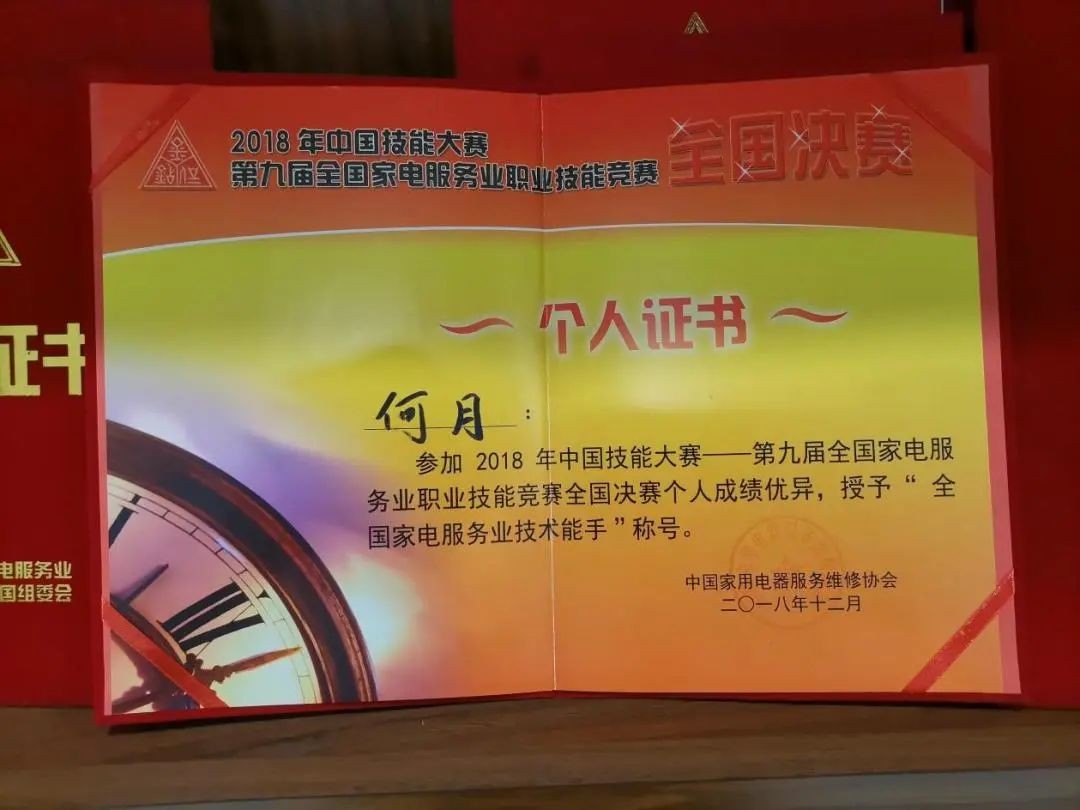 2018 年中国技能大赛
第九届全国家电服务业职业技能竞赛
全国决赛
个人证书
何月：
参加 2018 年中国技能大赛——第九届全国家电服
务业职业技能竞赛全国决赛个人成绩优异，授予“ 全
国家电服务业技术能手 ”称号。
中国家用电器服务维修协会
二〇一八年十二月
证书
电服务业
国组委会